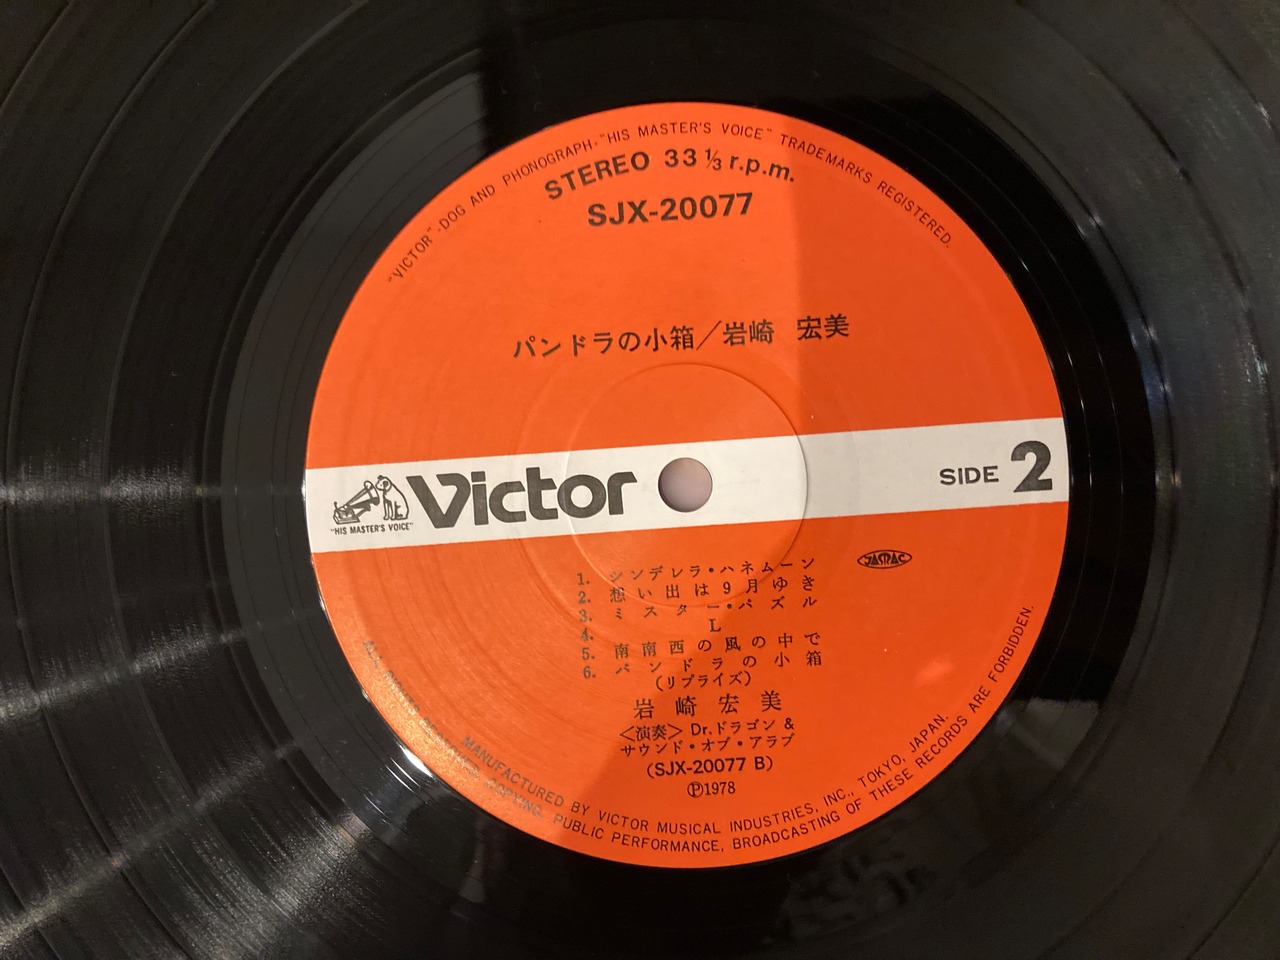 "VICTOR"-DOG AND PHONOGRAPH-"HIS MASTER'S VOICE" TRADEMARKS REGISTERED.
STEREO 33⅓ r.p.m.
SJX-20077
パンドラの小箱／岩崎 宏美
"HIS MASTER'S VOICE"
Victor
SIDE 2
JASRAC
1. シンデレラ・ハネムーン
2. 想い出は9月ゆき
3. ミスター・パズル
4. L
5. 南南西の風の中で
6. パンドラの小箱
(リプライズ)
岩崎宏美
<演奏> Dr.ドラゴン &
サウンド・オブ・アラブ
(SJX-20077 B)
Ⓟ1978
MANUFACTURED BY VICTOR MUSICAL INDUSTRIES, INC., TOKYO, JAPAN.
COPYING, PUBLIC PERFORMANCE, BROADCASTING OF THESE RECORDS ARE FORBIDDEN.